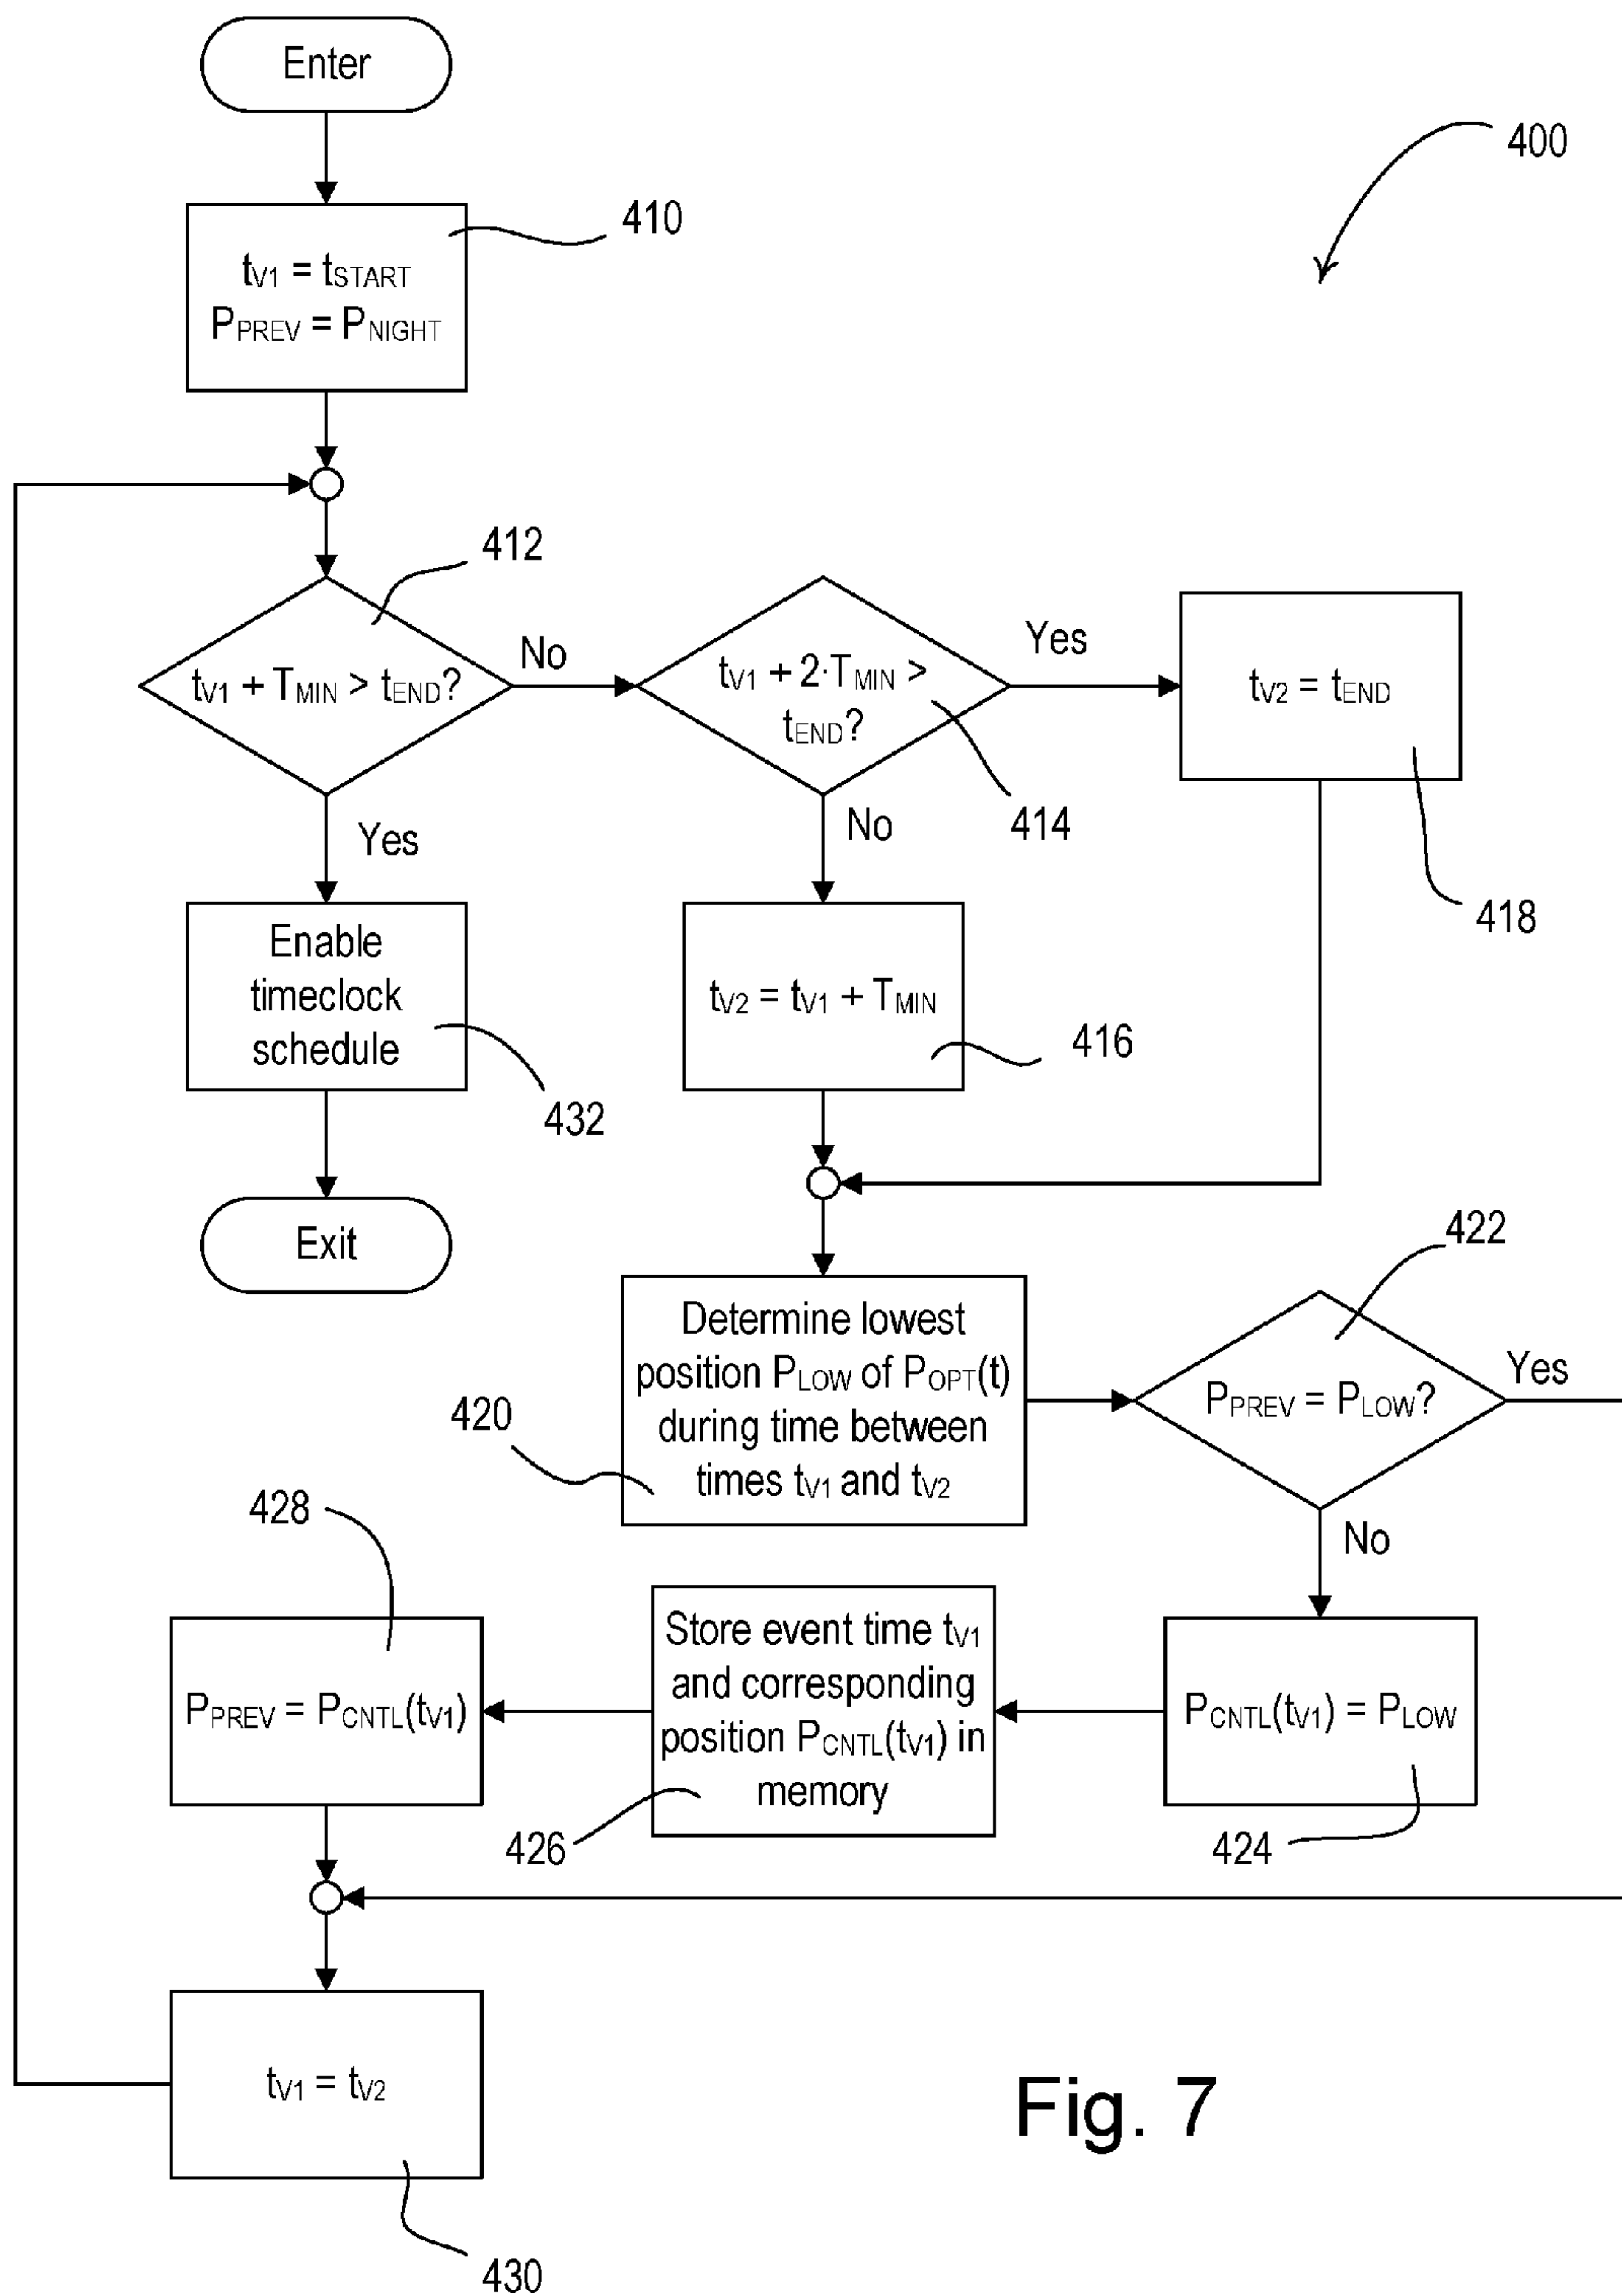 Enter
400
410
tV1 = tSTART
PPREV = PNIGHT
412
tV1 + TMIN > tEND?
No
Yes
tV1 + 2·TMIN >
tEND?
414
Yes
No
tV2 = tEND
418
Enable
timeclock
schedule
432
Exit
tV2 = tV1 + TMIN
416
Determine lowest
position PLOW of POPT(t)
during time between
times tV1 and tV2
420
422
PPREV = PLOW?
Yes
No
PCNTL(tV1) = PLOW
424
Store event time tV1
and corresponding
position PCNTL(tV1) in
memory
426
428
PPREV = PCNTL(tV1)
tV1 = tV2
430
Fig. 7